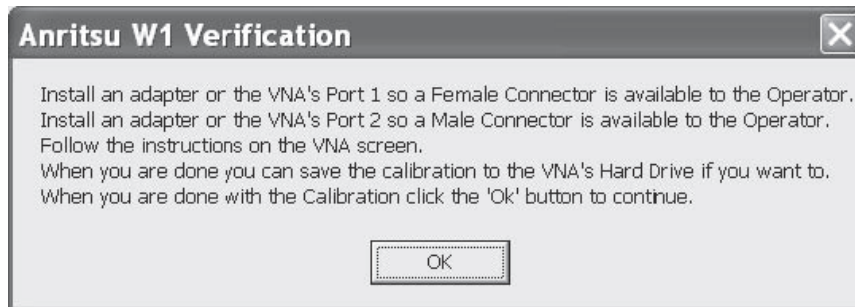 Anritsu W1 Verification
Install an adapter or the VNA's Port 1 so a Female Connector is available to the Operator.
Install an adapter or the VNA's Port 2 so a Male Connector is available to the Operator.
Follow the instructions on the VNA screen.
When you are done you can save the calibration to the VNA's Hard Drive if you want to.
When you are done with the Calibration click the 'Ok' button to continue.
OK